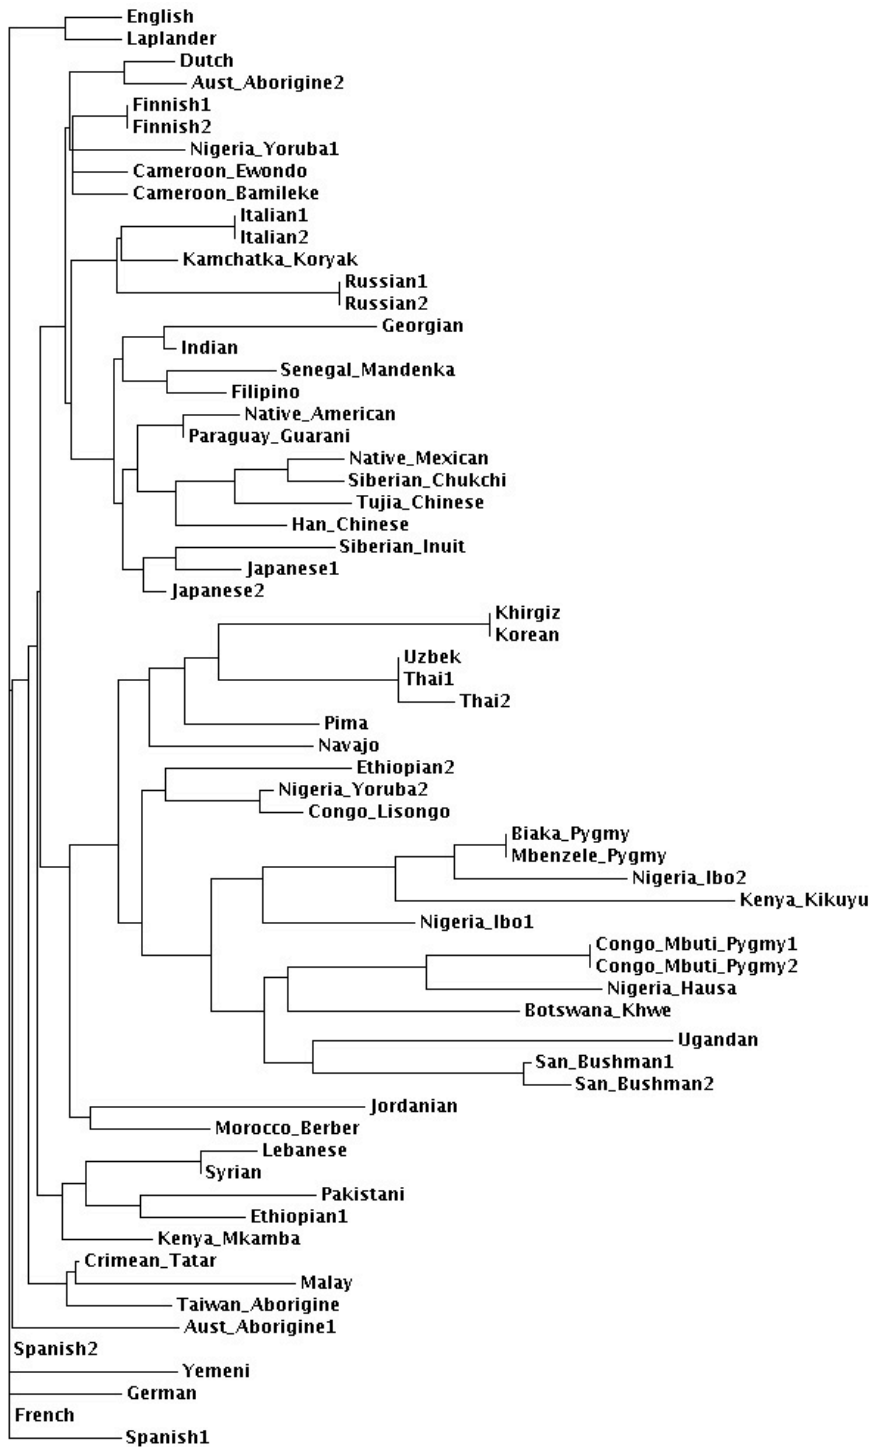 English
Laplander
Dutch
Aust_Aborigine2
Finnish1
Finnish2
Nigeria_Yoruba1
Cameroon_Ewondo
Cameroon_Bamileke
Italian1
Italian2
Kamchatka_Koryak
Russian1
Russian2
Georgian
Indian
Senegal_Mandenka
Filipino
Native_American
Paraguay_Guarani
Native_Mexican
Siberian_Chukchi
Tujia_Chinese
Han_Chinese
Siberian_Inuit
Japanese1
Japanese2
Khirgiz
Korean
Uzbek
Thai1
Thai2
Pima
Navajo
Ethiopian2
Nigeria_Yoruba2
Congo_Lisongo
Biaka_Pygmy
Mbenzele_Pygmy
Nigeria_Ibo2
Kenya_Kikuyu
Nigeria_Ibo1
Congo_Mbuti_Pygmy1
Congo_Mbuti_Pygmy2
Nigeria_Hausa
Botswana_Khwe
Ugandan
San_Bushman1
San_Bushman2
Jordanian
Morocco_Berber
Lebanese
Syrian
Pakistani
Ethiopian1
Kenya_Mkamba
Crimean_Tatar
Malay
Taiwan_Aborigine
Aust_Aborigine1
Spanish2
Yemeni
German
French
Spanish1